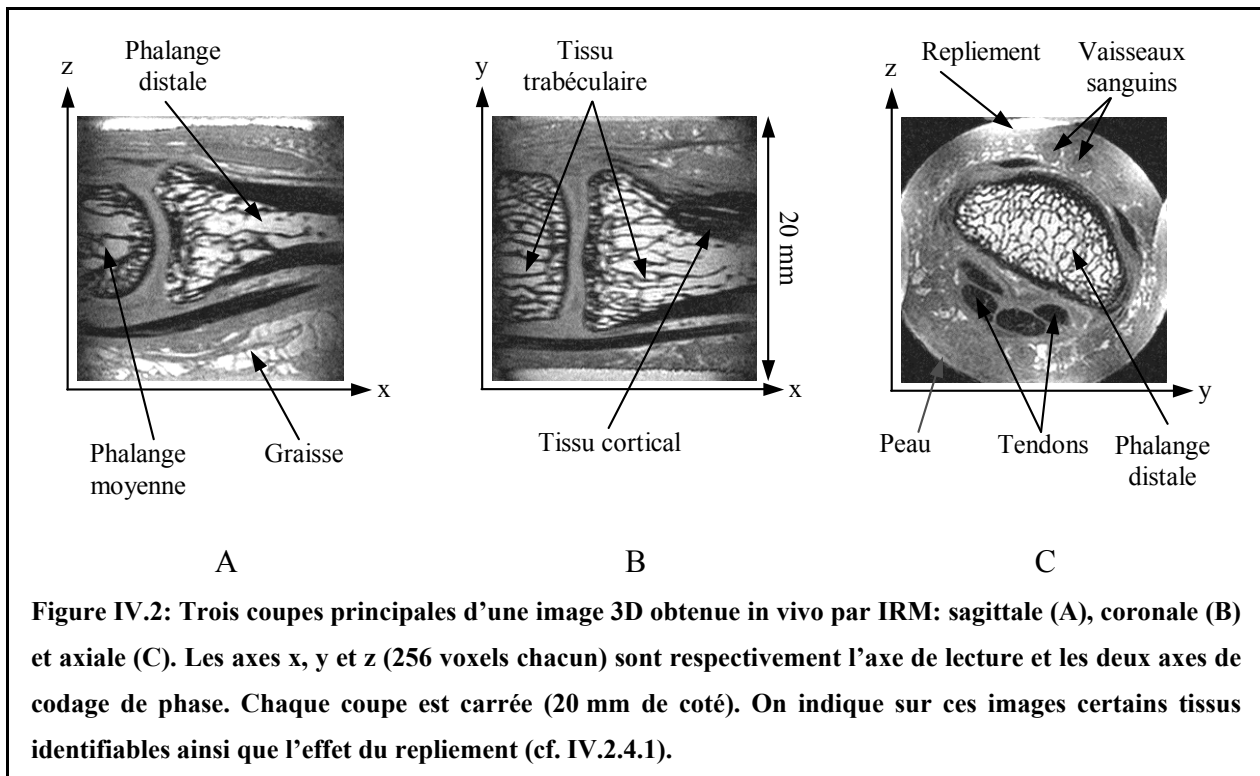 Phalange
distale
z
x
Phalange
moyenne
Graisse
A
Tissu
trabéculaire
y
20 mm
x
Tissu cortical
B
Repliement
Vaisseaux
sanguins
z
y
Peau
Tendons
Phalange
distale
C
Figure IV.2: Trois coupes principales d’une image 3D obtenue in vivo par IRM: sagittale (A), coronale (B)
et axiale (C). Les axes x, y et z (256 voxels chacun) sont respectivement l’axe de lecture et les deux axes de
codage de phase. Chaque coupe est carrée (20 mm de coté). On indique sur ces images certains tissus
identifiables ainsi que l’effet du repliement (cf. IV.2.4.1).